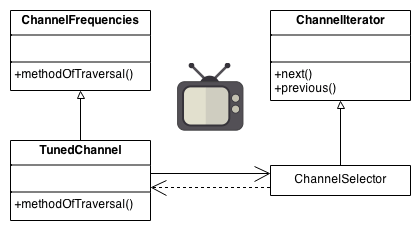 ChannelFrequencies
+methodOfTraversal()
ChannelIterator
+next()
+previous()
TunedChannel
+methodOfTraversal()
ChannelSelector